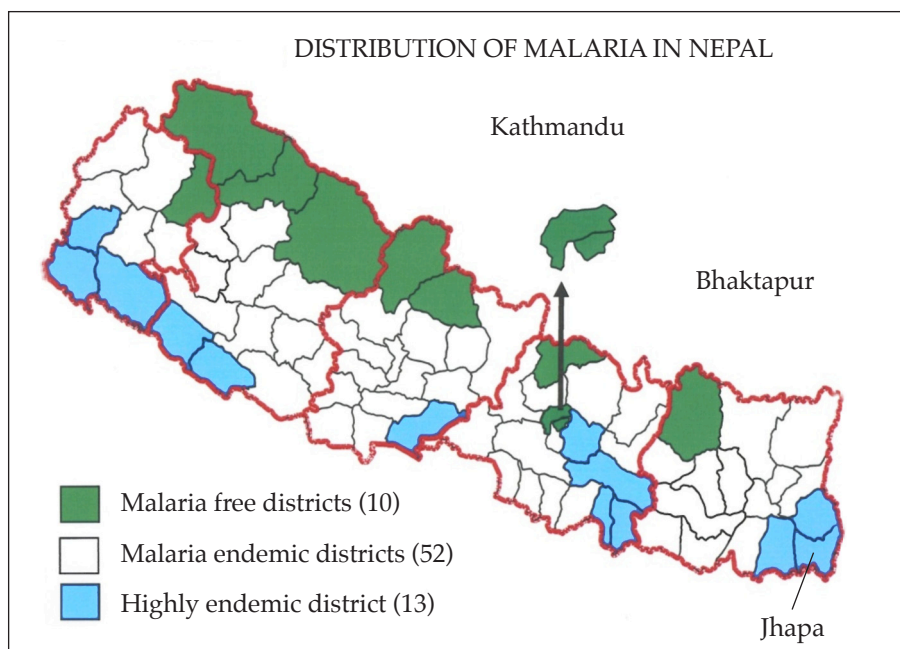 DISTRIBUTION OF MALARIA IN NEPAL
Kathmandu
Bhaktapur
Malaria free districts (10)
Malaria endemic districts (52)
Highly endemic district (13)
Jhapa